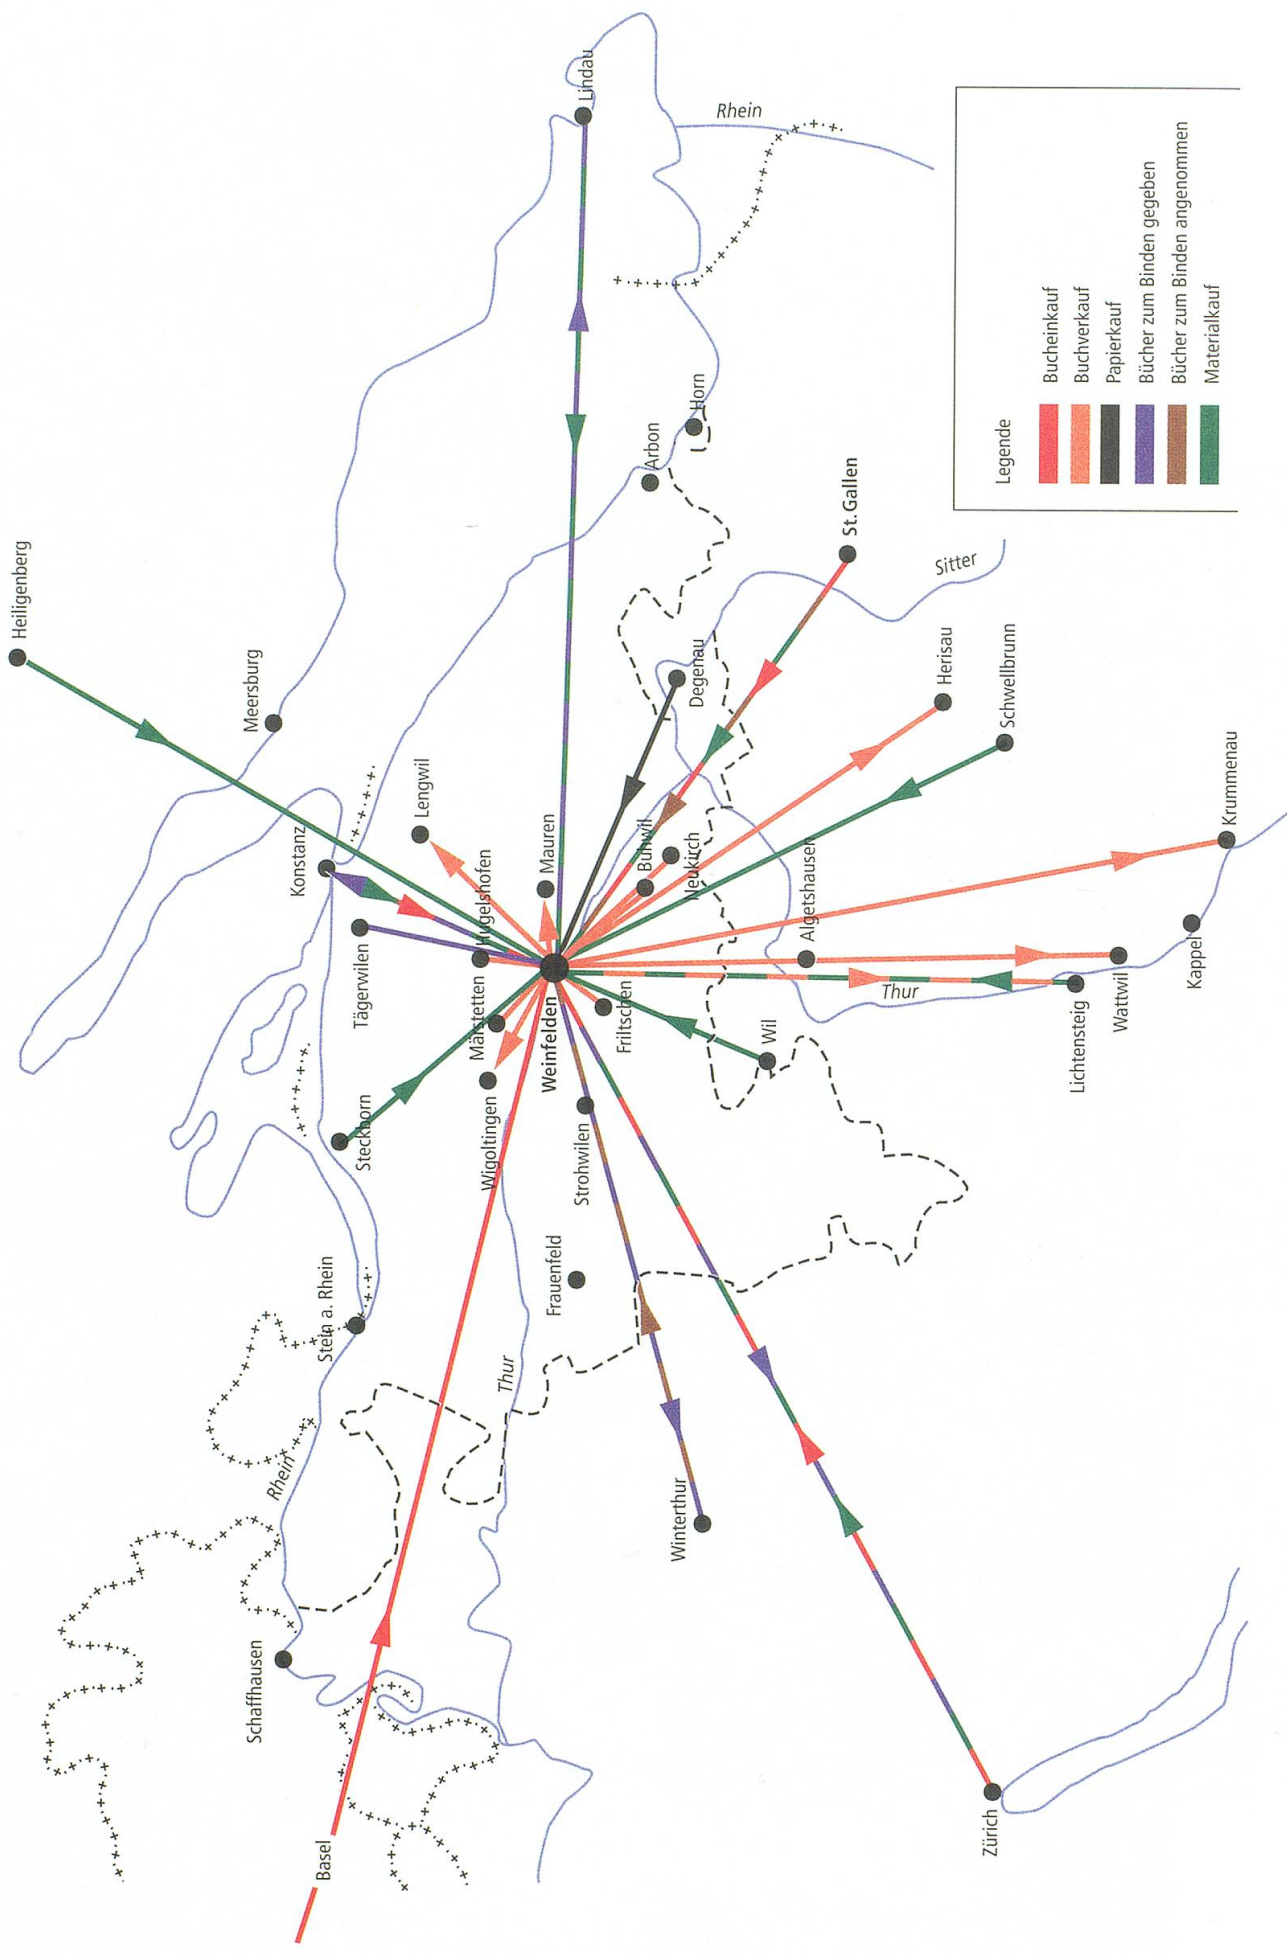 Heiligenberg
Meersburg
Lindau
Rhein
Konstanz
Lengwil
Tägerwilen
Hugelshofen
Mauren
Arbon
Horn
Steckborn
Märstetten
Wigoltingen
Weinfelden
Friltschen
Strohwilen
Buhwil
Neukirch
Degenau
St. Gallen
Sitter
Herisau
Schwellbrunn
Algetshausen
Krummenau
Kappel
Wattwil
Lichtensteig
Thur
Wil
Stein a. Rhein
Frauenfeld
Thur
Rhein
Winterthur
Schaffhausen
Basel
Zürich
Legende
Bucheinkauf
Buchverkauf
Papierkauf
Bücher zum Binden gegeben
Bücher zum Binden angenommen
Materialkauf